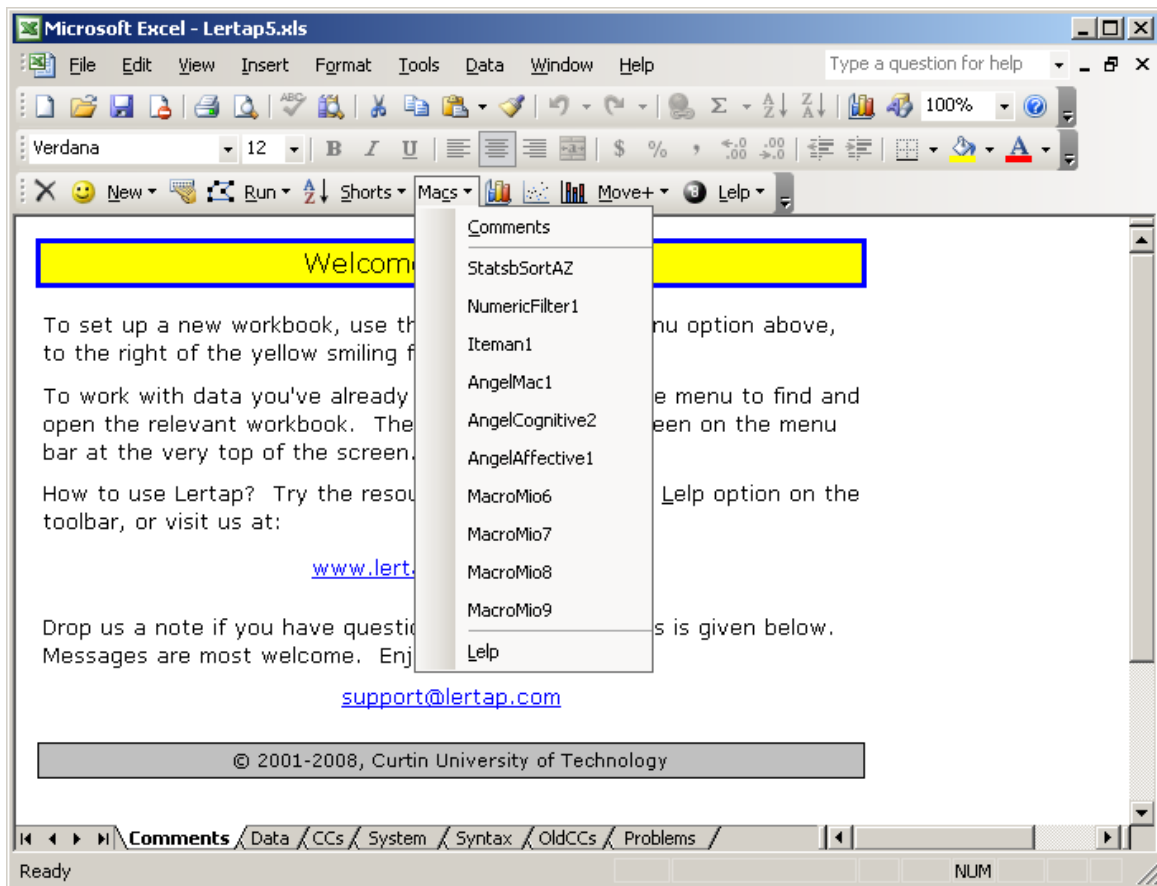 Microsoft Excel - Lertap5.xls
File Edit View Insert Format Tools Data Window Help Type a question for help
ABC Σ A Z Z A 100%
Verdana 12 B I U $ % , .00 .00 A
New Run A Z Shorts Macs Move+ 3 Lelp
Comments
StatsbSortAZ
NumericFilter1
Iteman1
AngelMac1
AngelCognitive2
AngelAffective1
MacroMio6
MacroMio7
MacroMio8
MacroMio9
Lelp
Welcom
To set up a new workbook, use th nu option above,
to the right of the yellow smiling f
To work with data you've already e menu to find and
open the relevant workbook. The een on the menu
bar at the very top of the screen.
How to use Lertap? Try the resou Lelp option on the
toolbar, or visit us at:
www.lert
Drop us a note if you have questio s is given below.
Messages are most welcome. Enj
support@lertap.com
© 2001-2008, Curtin University of Technology
Comments Data CCs System Syntax OldCCs Problems
Ready NUM